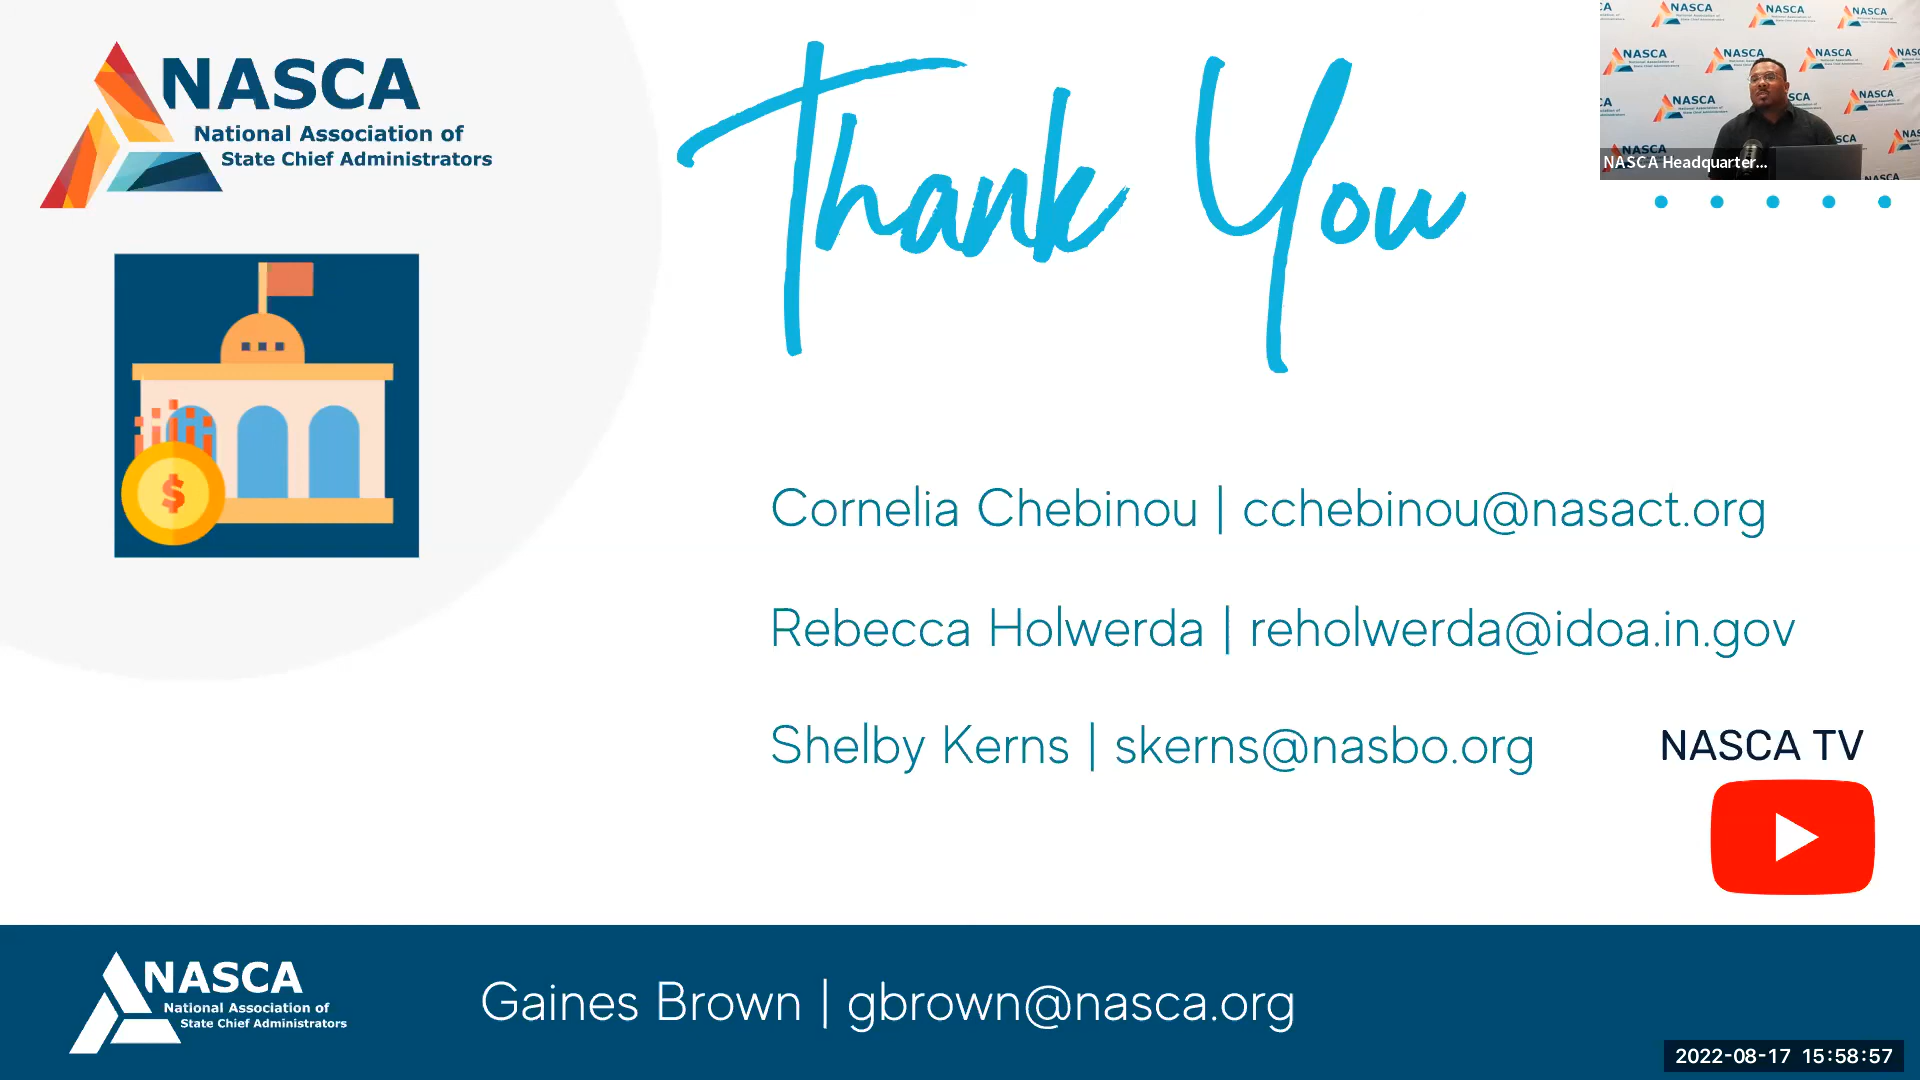 NASCA
National Association of
State Chief Administrators
Thank You
NASCA Headquarter...
$
Cornelia Chebinou | cchebinou@nasact.org
Rebecca Holwerda | reholwerda@idoa.in.gov
Shelby Kerns | skerns@nasbo.org
NASCA TV
NASCA
National Association of
State Chief Administrators
Gaines Brown | gbrown@nasca.org
2022-08-17 15:58:57